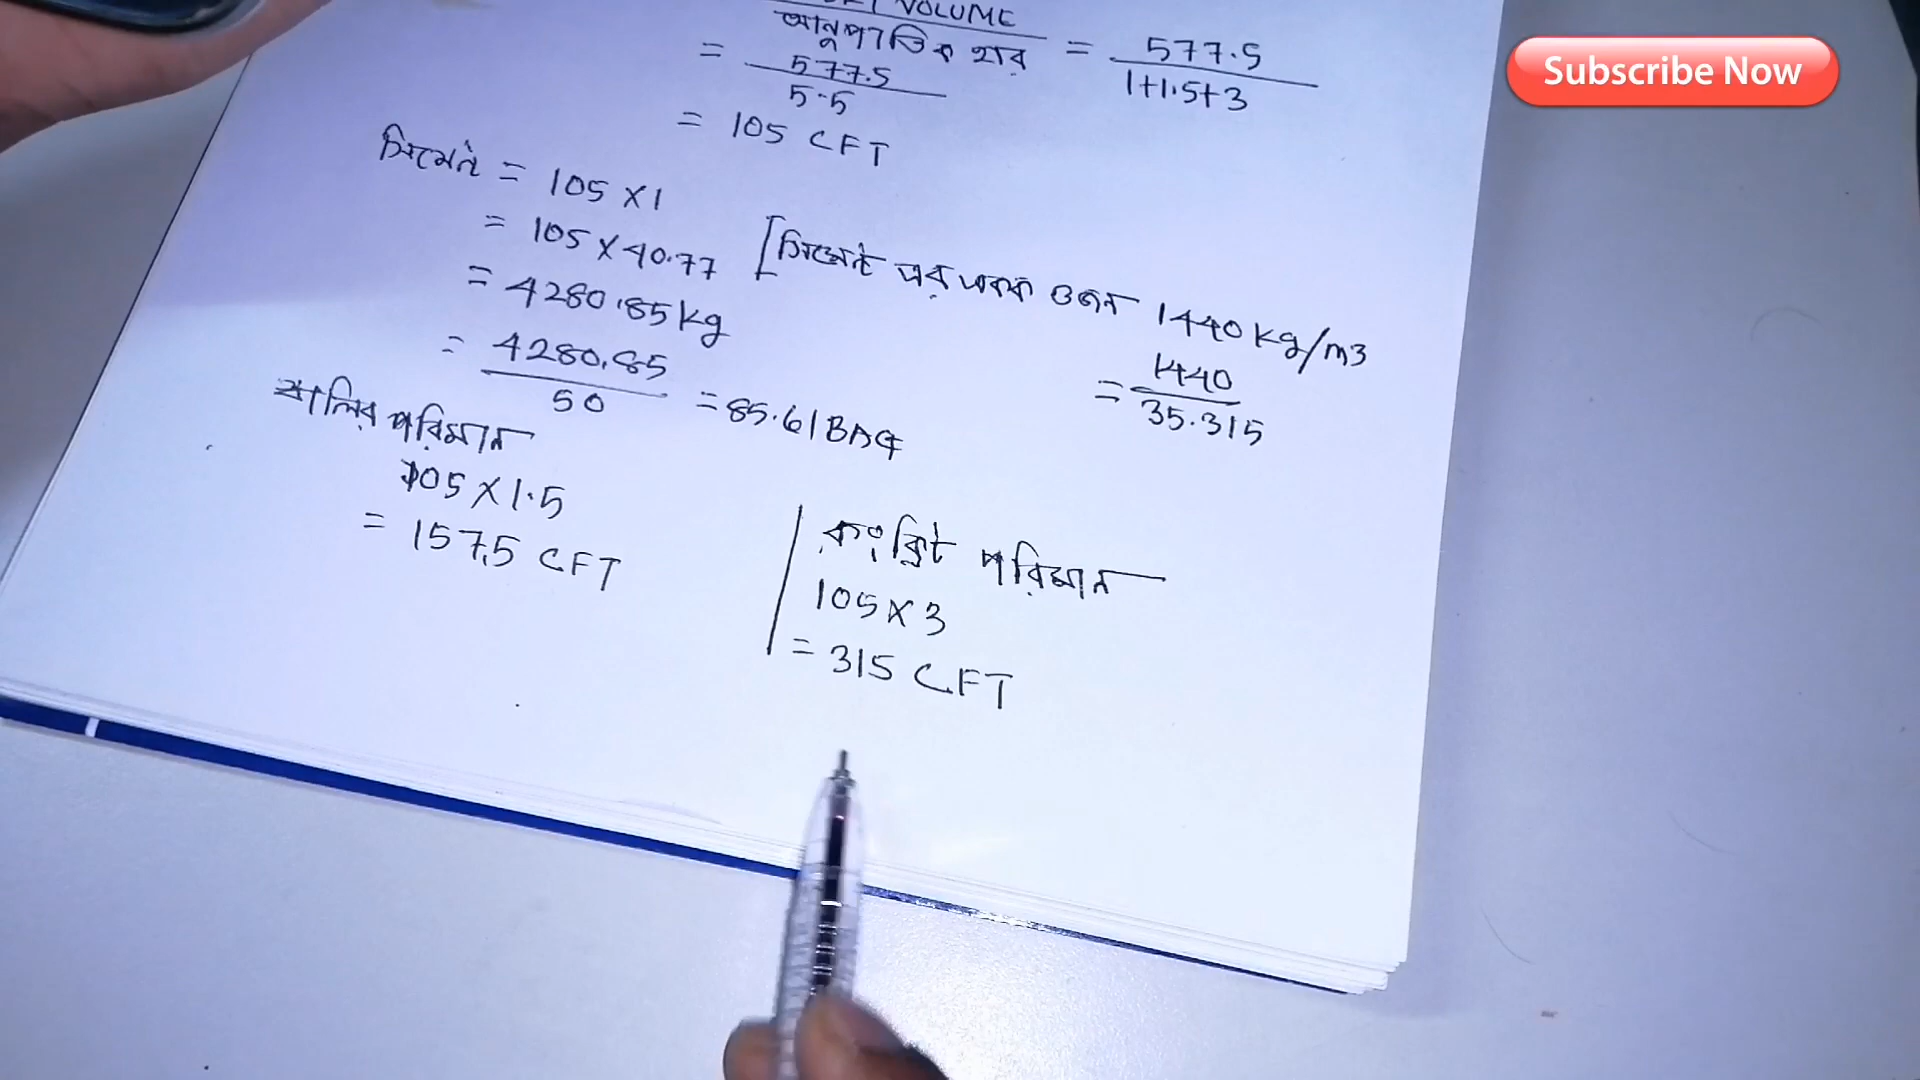 VOLUME
আনুপাতিক হার = 577.5
1+1.5+3
= 577.5
5.5
= 105 CFT
সিমেন্ট = 105 X 1
= 105 X 40.77 [সিমেন্ট এর একক ওজন 1440 kg/m3
= 4280.85 kg
= 1440
35.315
= 4280.85
50
= 85.61 BAG
বালির পরিমান
105 X 1.5
= 157.5 CFT
কংক্রিট পরিমান
105 X 3
= 315 CFT
Subscribe Now